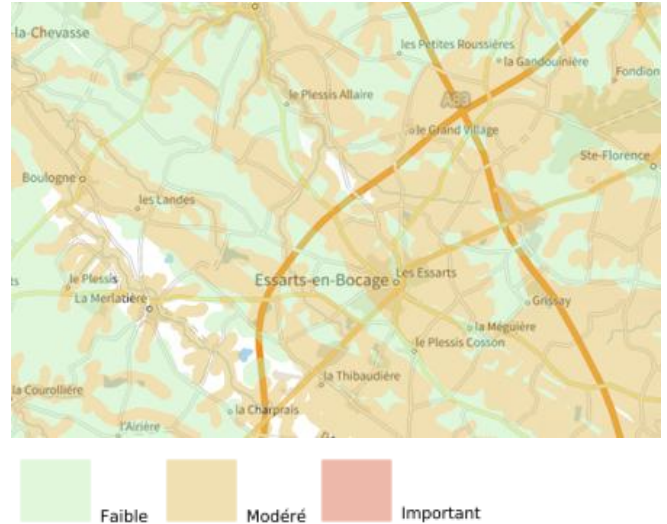 -la-Chevasse
les Petites Roussières
la Gandouinière
Fondion
le Plessis Allaire
A83
le Grand Village
Ste-Florence
Boulogne
les Landes
Essarts-en-Bocage
Les Essarts
le Plessis
La Merlatière
Grissay
la Méguière
le Plessis Cosson
la Thibaudière
la Courollière
la Charprais
l'Airière
Faible
Modéré
Important